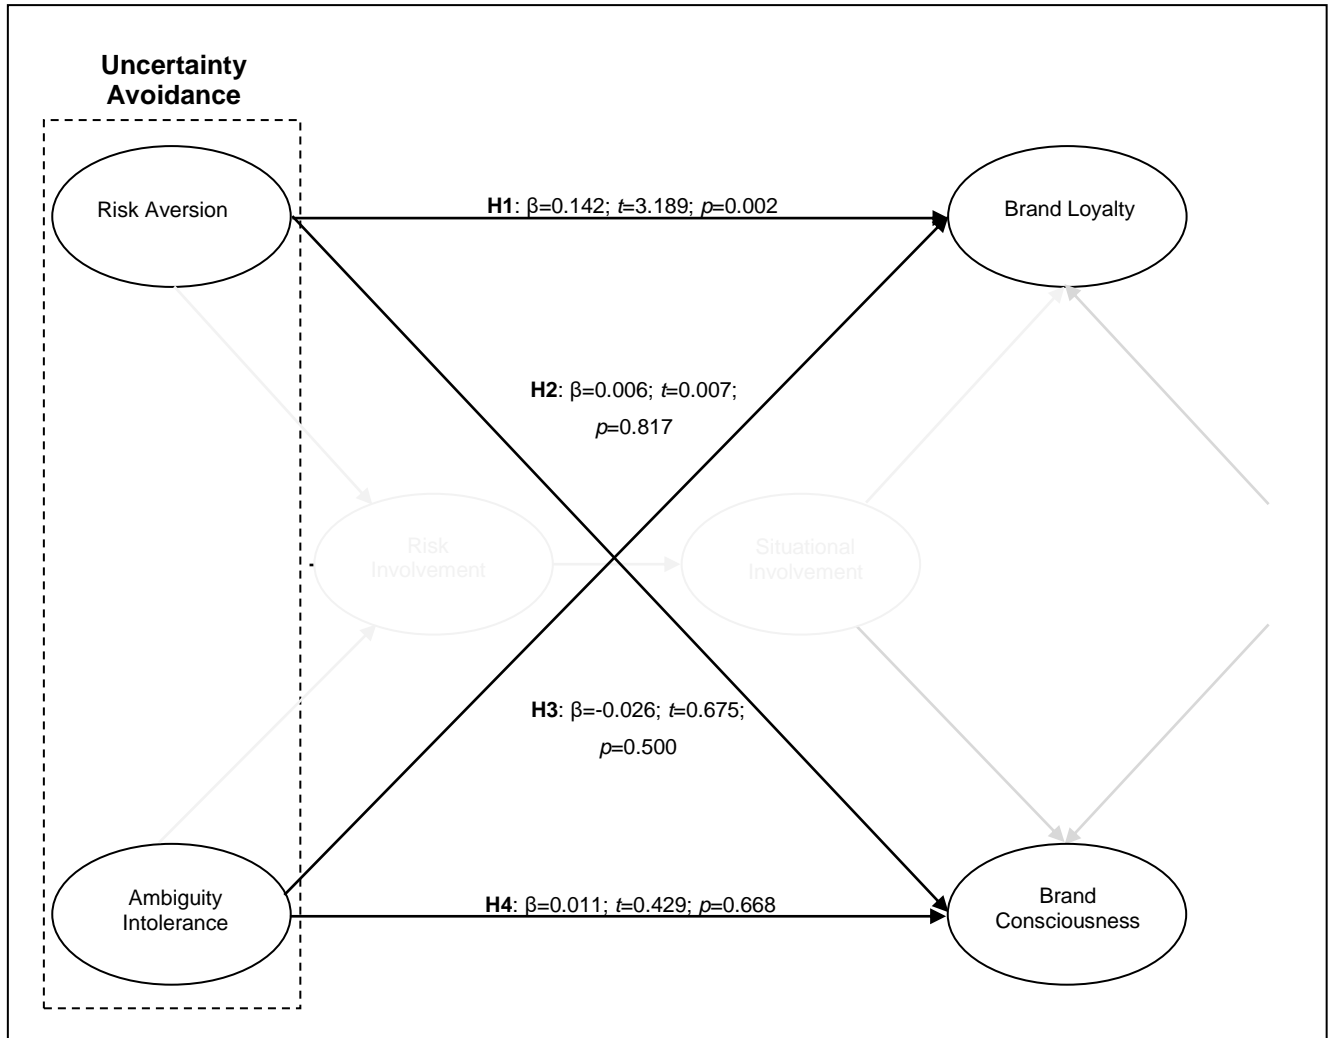 Uncertainty
Avoidance
Risk Aversion
H1: β=0.142; t=3.189; p=0.002
Brand Loyalty
H2: β=0.006; t=0.007;
p=0.817
Risk
Involvement
Situational
Involvement
H3: β=-0.026; t=0.675;
p=0.500
Ambiguity
Intolerance
H4: β=0.011; t=0.429; p=0.668
Brand
Consciousness